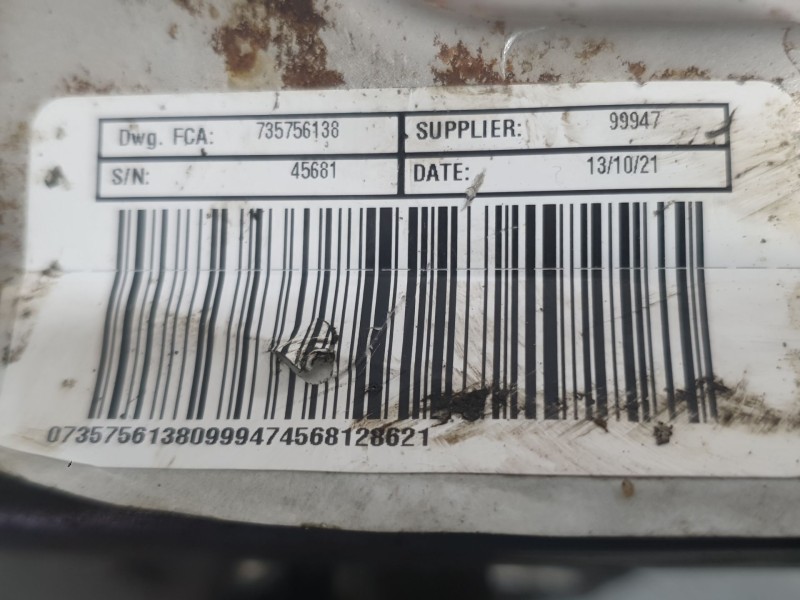 Dwg. FCA: 735756138 SUPPLIER: 99947
S/N: 45681 DATE: 13/10/21
0735756138099947456812862​1